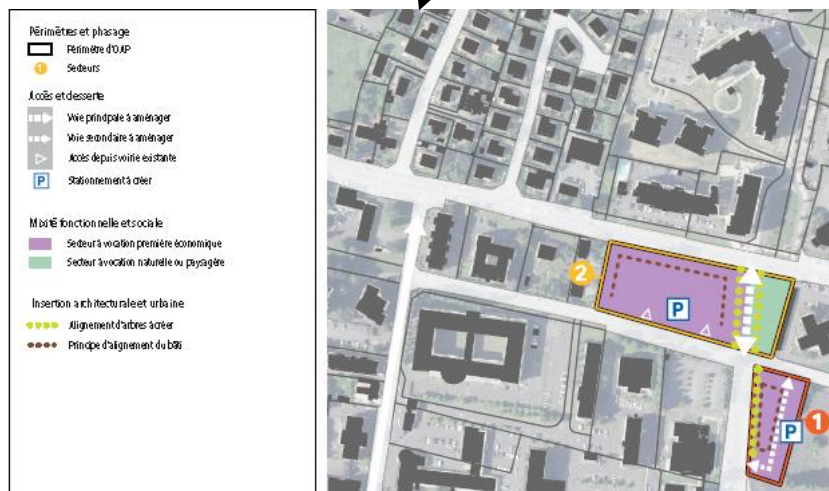 Périmètres et phasage
Périmètre d'OAP
1 Secteurs
Accès et desserte
Voie principale à aménager
Voie secondaire à aménager
Accès depuis voirie existante
P Stationnement à créer
Mixité fonctionnelle et sociale
Secteur à vocation première économique
Secteur à vocation naturelle ou paysagère
Insertion architecturale et urbaine
Alignement d'arbres à créer
Principe d'alignement du bâti
2
P
1
P